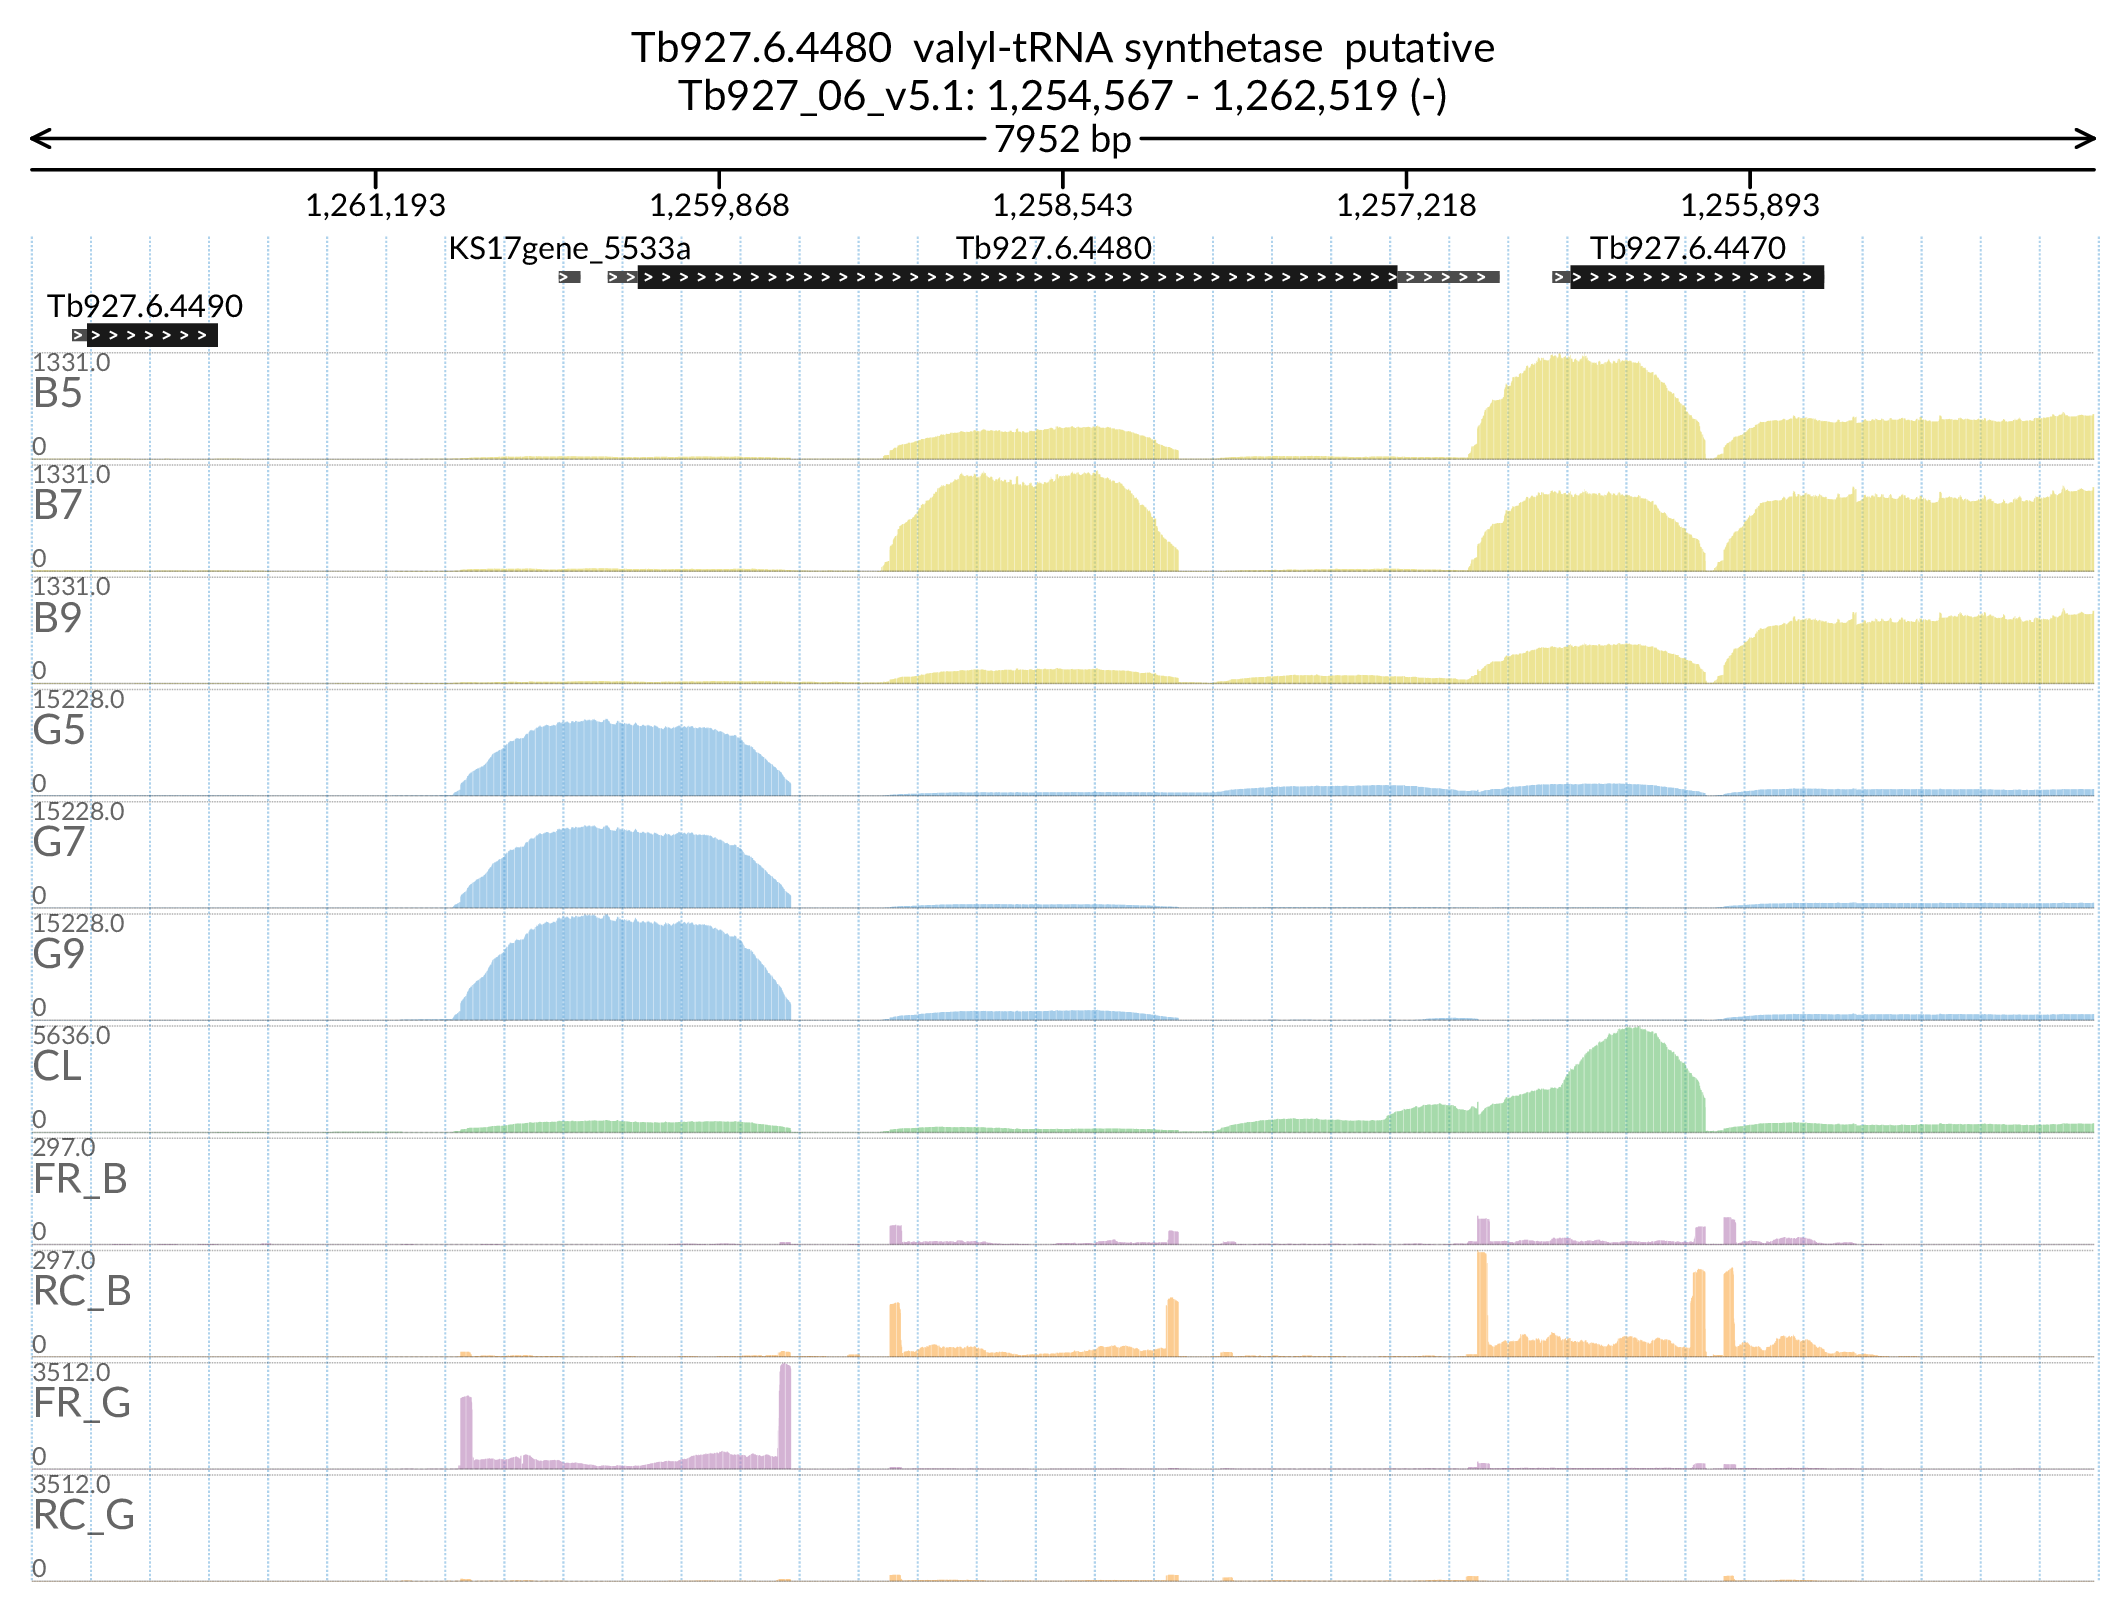 Tb927.6.4480 valyl-tRNA synthetase putative
Tb927_06_v5.1: 1,254,567 - 1,262,519 (-)
7952 bp
1,261,193 1,259,868 1,258,543 1,257,218 1,255,893
KS17gene_5533a Tb927.6.4480 Tb927.6.4470
Tb927.6.4490
1331.0
B5
0
1331.0
B7
0
1331.0
B9
0
15228.0
G5
0
15228.0
G7
0
15228.0
G9
0
5636.0
CL
0
297.0
FR_B
0
297.0
RC_B
0
3512.0
FR_G
0
3512.0
RC_G
0